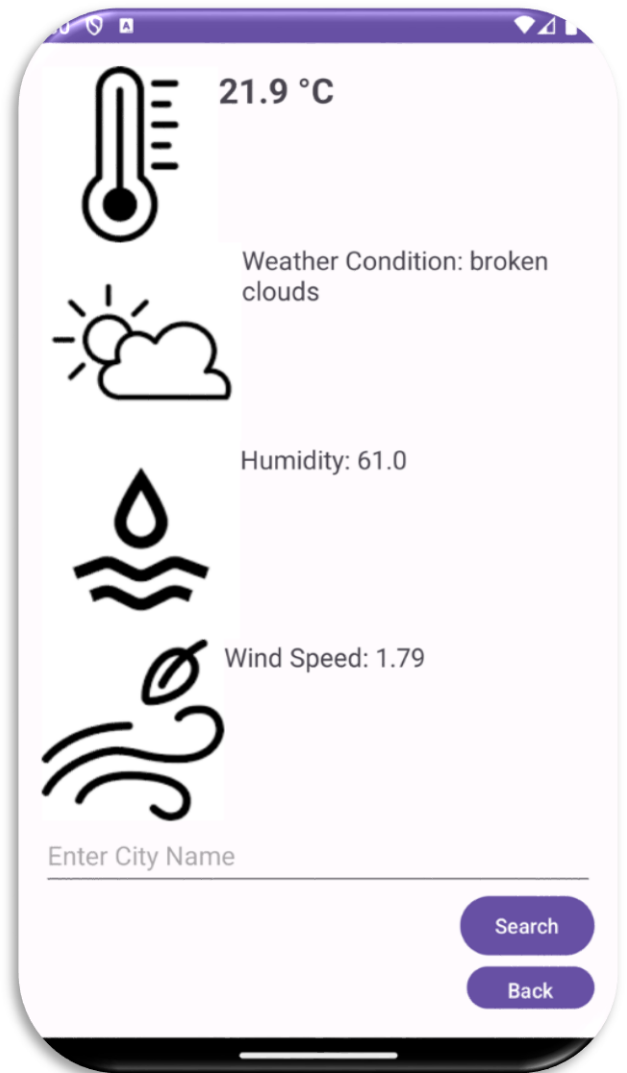 21.9 °C
Weather Condition: broken
clouds
Humidity: 61.0
Wind Speed: 1.79
Enter City Name
Search
Back